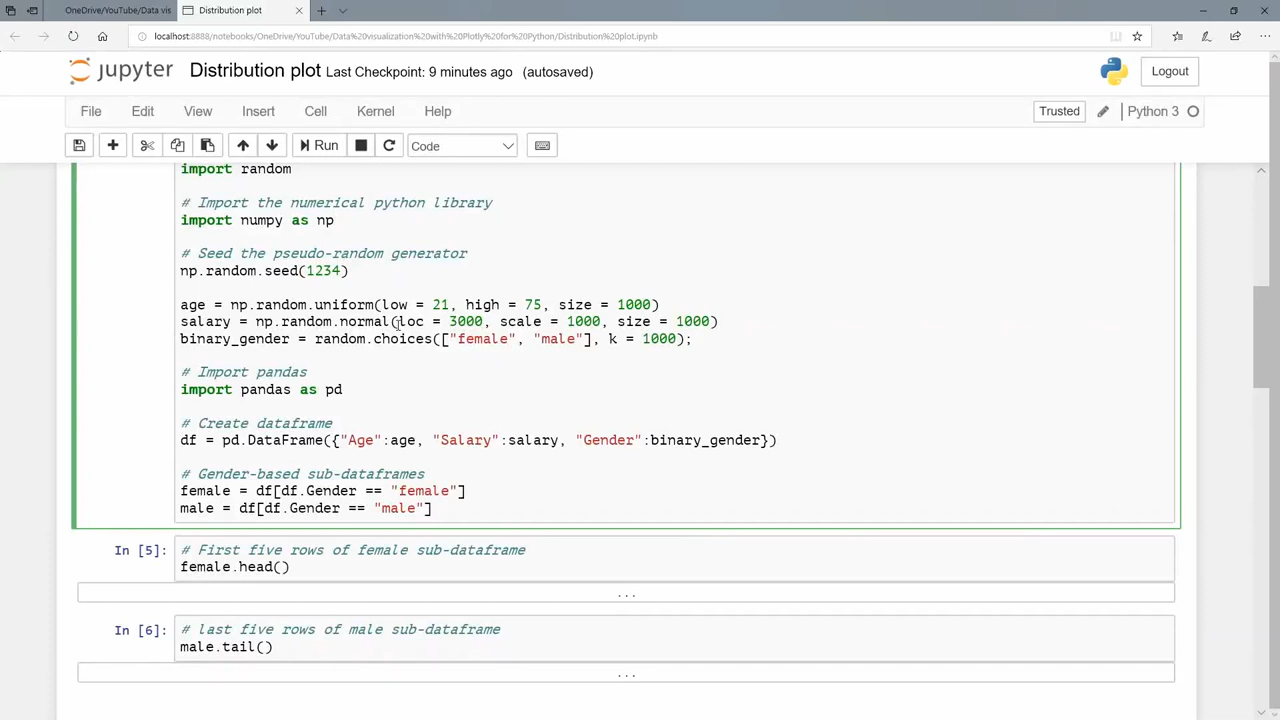 OneDrive/YouTube/Data vis
Distribution plot
localhost:8888/notebooks/OneDrive/YouTube/Data%20visualization%20with%20Plotly%20for%20Python/Distribution%20plot.ipynb
jupyter Distribution plot Last Checkpoint: 9 minutes ago (autosaved) Logout
File Edit View Insert Cell Kernel Help Trusted Python 3
Run Code
import random
# Import the numerical python library
import numpy as np
# Seed the pseudo-random generator
np.random.seed(1234)
age = np.random.uniform(low = 21, high = 75, size = 1000)
salary = np.random.normal(loc = 3000, scale = 1000, size = 1000)
binary_gender = random.choices(["female", "male"], k = 1000);
# Import pandas
import pandas as pd
# Create dataframe
df = pd.DataFrame({"Age":age, "Salary":salary, "Gender":binary_gender})
# Gender-based sub-dataframes
female = df[df.Gender == "female"]
male = df[df.Gender == "male"]
In [5]: # First five rows of female sub-dataframe
female.head()
...
In [6]: # last five rows of male sub-dataframe
male.tail()
...